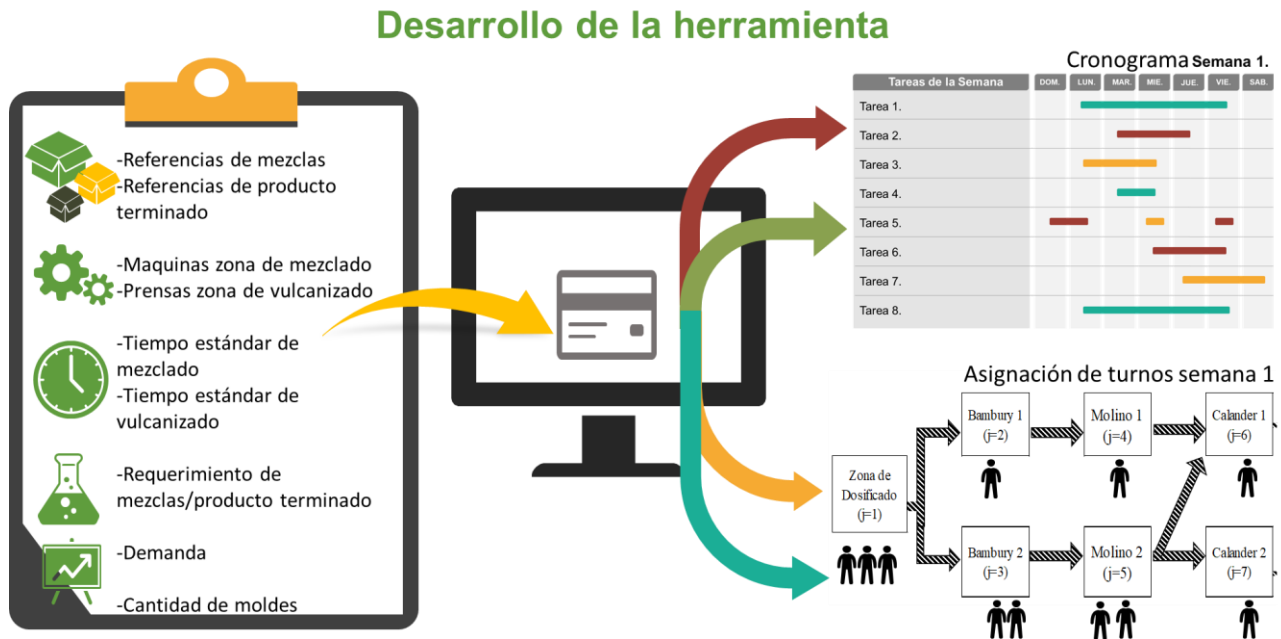 Desarrollo de la herramienta
-Referencias de mezclas
-Referencias de producto
terminado
-Maquinas zona de mezclado
-Prensas zona de vulcanizado
-Tiempo estándar de
mezclado
-Tiempo estándar de
vulcanizado
-Requerimiento de
mezclas/producto terminado
-Demanda
-Cantidad de moldes
Cronograma Semana 1.
Tareas de la Semana DOM. LUN. MAR. MIE. JUE. VIE. SAB.
Tarea 1.
Tarea 2.
Tarea 3.
Tarea 4.
Tarea 5.
Tarea 6.
Tarea 7.
Tarea 8.
Asignación de turnos semana 1
Zona de
Dosificado
(j=1)
Bambury 1
(j=2)
Molino 1
(j=4)
Calander 1
(j=6)
Bambury 2
(j=3)
Molino 2
(j=5)
Calander 2
(j=7)